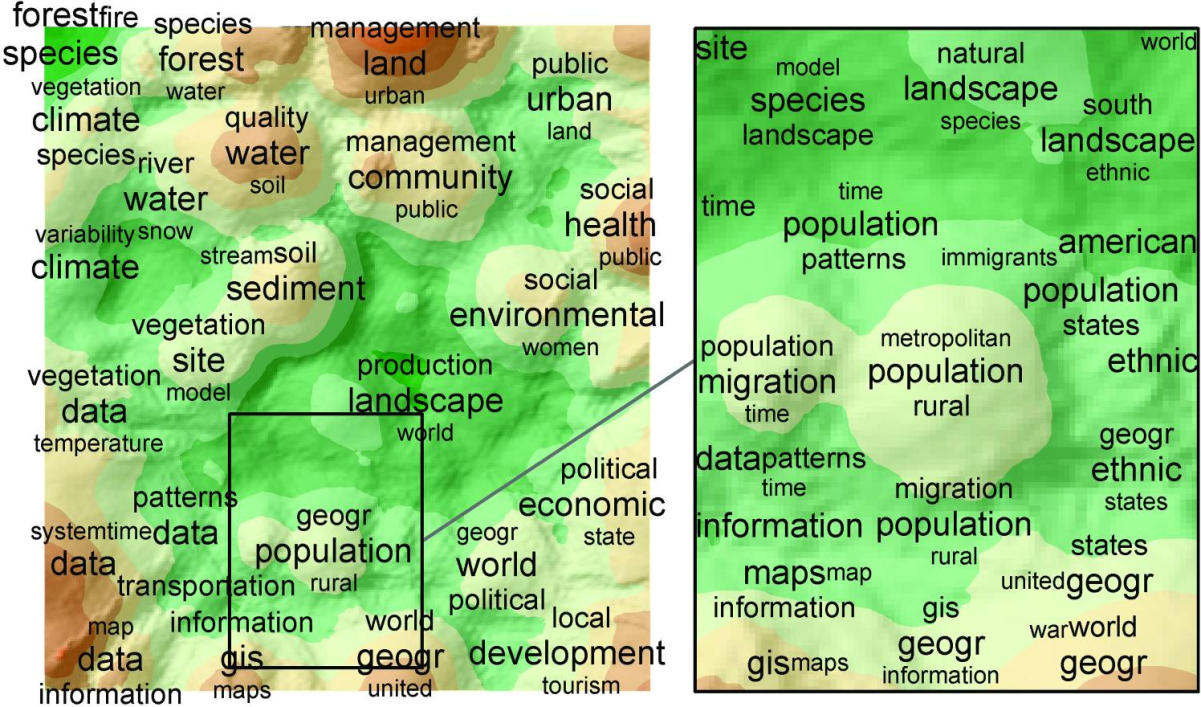 forest fire
species
vegetation
climate
species
species
forest
water
management
land
urban
public
urban
land
quality
water
soil
management
community
public
river
water
social
health
public
variability snow
climate
stream soil
sediment
social
environmental
women
vegetation
site
model
production
landscape
world
vegetation
data
temperature
political
economic
state
patterns
data
system time
data
geogr
population
rural
geogr
world
political
transportation
information
map
data
information
gis
maps
world
geogr
united
local
development
tourism
site
model
species
landscape
natural
landscape
species
world
south
landscape
ethnic
time
time
population
patterns
immigrants american
population
states
ethnic
population
migration
time
metropolitan
population
rural
data patterns
time
geogr
ethnic
states
information
migration
population
rural
maps map
information
states
united geogr
gis
geogr
information
war world
geogr
gis maps